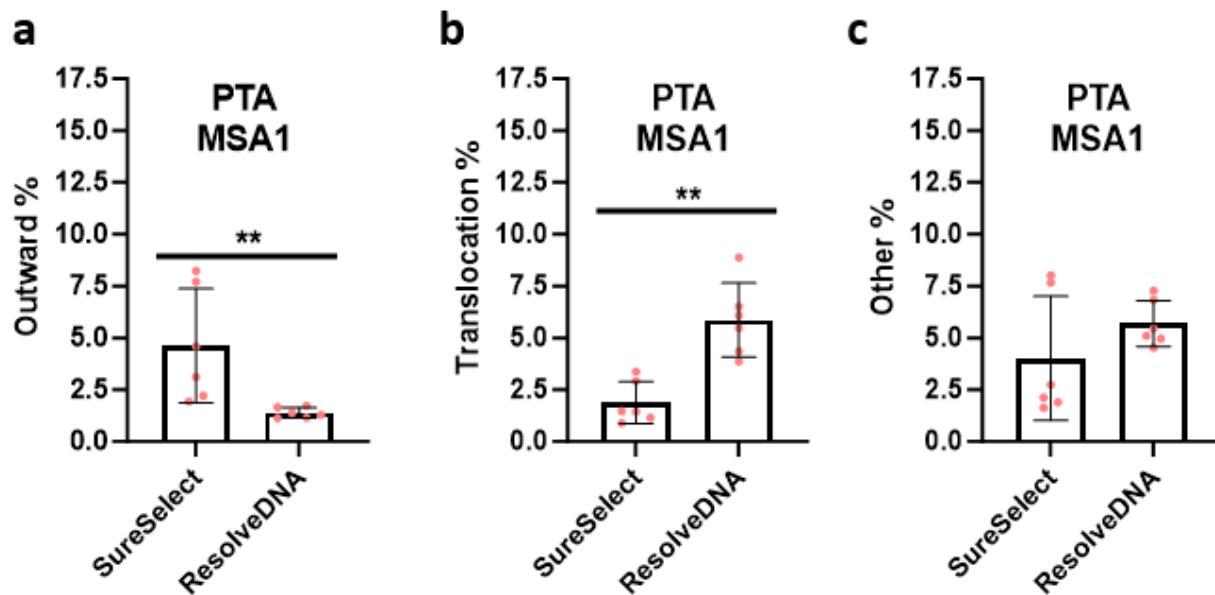 a
PTA
MSA1
Outward %
17.5
15.0
12.5
10.0
7.5
5.0
2.5
0.0
**
SureSelect
ResolveDNA
b
PTA
MSA1
Translocation %
17.5
15.0
12.5
10.0
7.5
5.0
2.5
0.0
**
SureSelect
ResolveDNA
c
PTA
MSA1
Other %
17.5
15.0
12.5
10.0
7.5
5.0
2.5
0.0
SureSelect
ResolveDNA